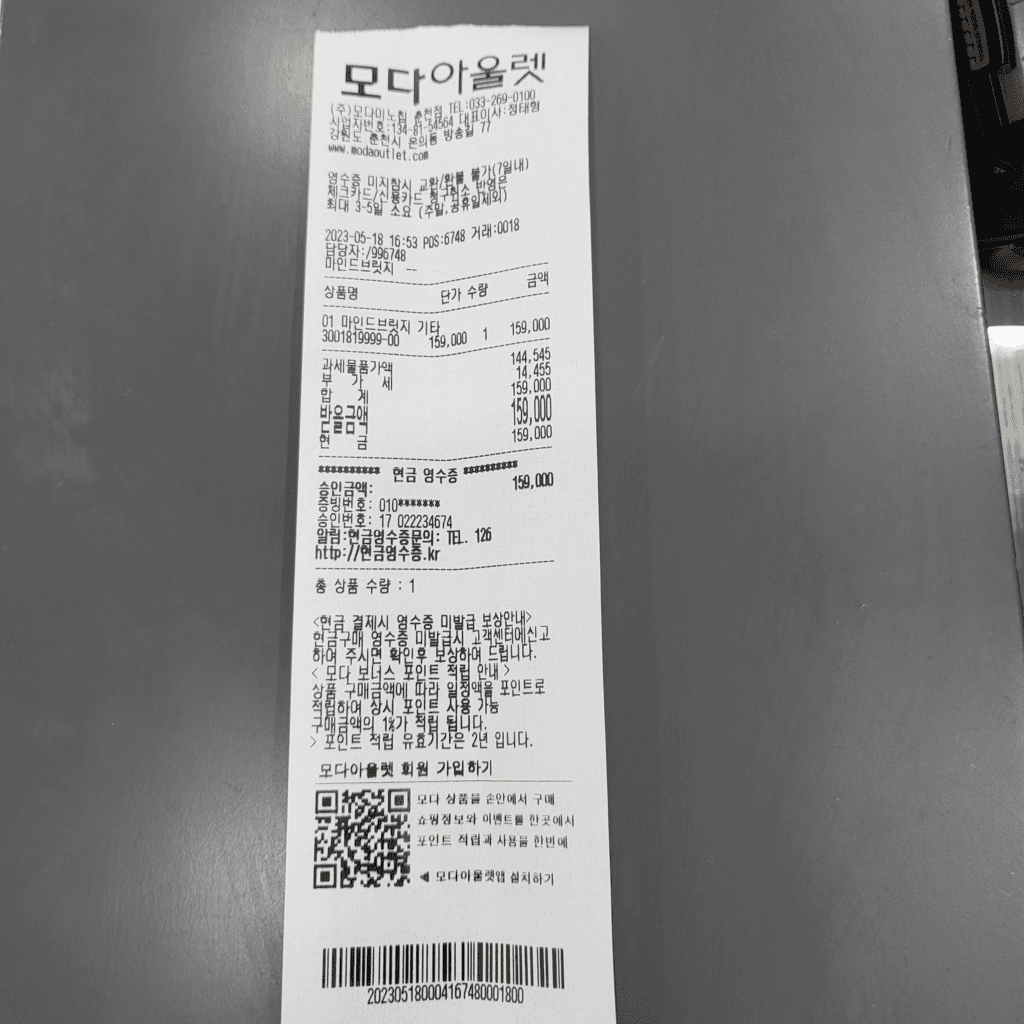 모다아울렛
(주)모다이노칩 춘천점 TEL:033-269-0100
사업자번호:134-81-54564 대표이사:정태형
강원도 춘천시 온의동 방송길 77
www.modaoutlet.com
영수증 미지참시 교환/환불 불가(7일내)
체크카드/신용카드 청구취소 반영은
최대 3-5일 소요 (주말,공휴일제외)
2023-05-18 16:53 POS:6748 거래:0018
담당자:/996748
마인드브릿지 --
상품명 단가 수량 금액
01 마인드브릿지 기타
3001819999-00 159,000 1 159,000
과세물품가액 144,545
부 가 세 14,455
합 계 159,000
받을금액 159,000
현 금 159,000
********** 현금 영수증 **********
승인금액: 159,000
증빙번호: 010*******
승인번호: 17 022234674
알림:현금영수증문의: TEL. 126
http://현금영수증.kr
총 상품 수량 : 1
<현금 결제시 영수증 미발급 보상안내>
현금구매 영수증 미발급시 고객센터에신고
하여 주시면 확인후 보상하여 드립니다.
< 모다 보너스 포인트 적립 안내 >
상품 구매금액에 따라 일정액을 포인트로
적립하여 상시 포인트 사용 가능
구매금액의 1%가 적립 됩니다.
> 포인트 적립 유효기간은 2년 입니다.
모다아울렛 회원 가입하기
모다 상품을 손안에서 구매
쇼핑정보와 이벤트를 한곳에서
포인트 적립과 사용을 한번에
◀ 모다아울렛앱 설치하기
202305180004167480001800